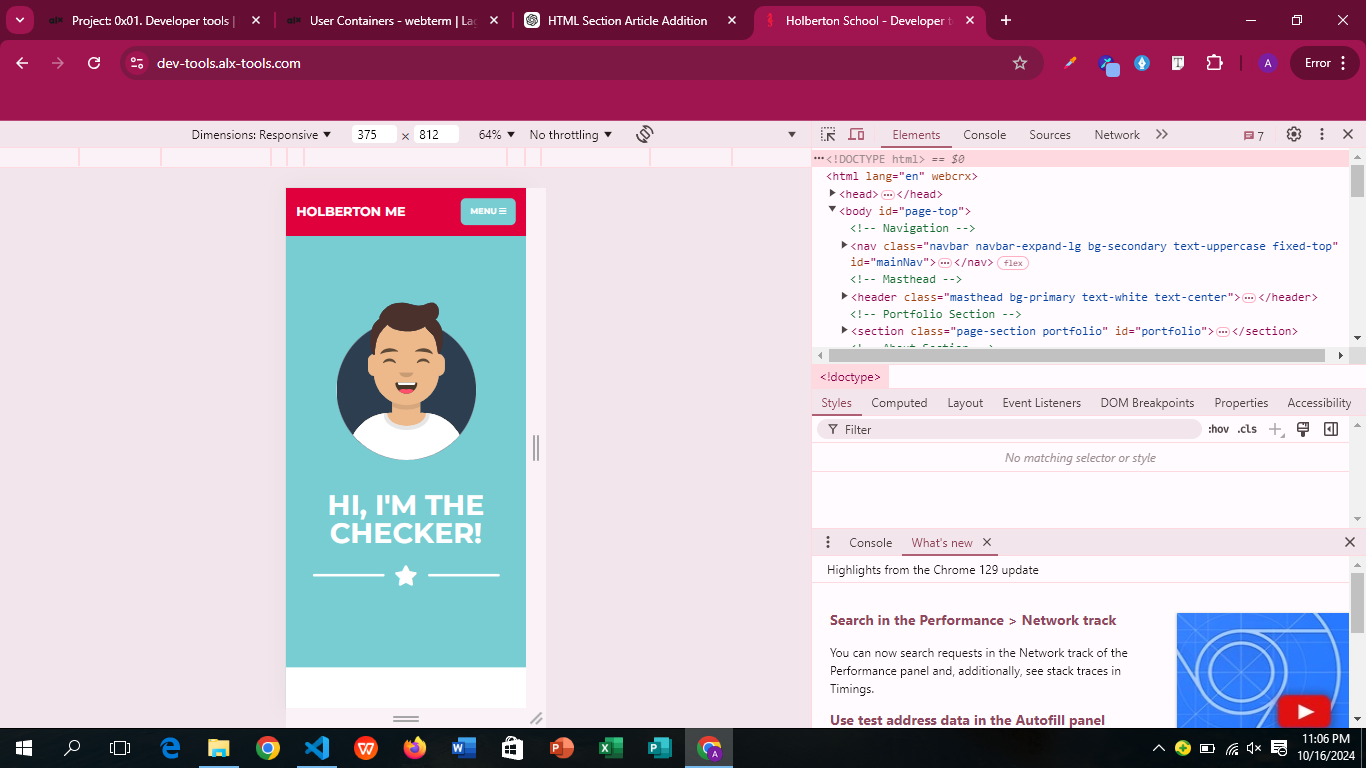 Project: 0x01. Developer tools |
User Containers - webterm | Lag
HTML Section Article Addition
Holberton School - Developer t
dev-tools.alx-tools.com
A
Error
Dimensions: Responsive
375 × 812
64%
No throttling
Elements
Console
Sources
Network
7
HOLBERTON ME
MENU
HI, I'M THE
CHECKER!
<!DOCTYPE html> == $0
<html lang="en" webcrx>
<head>…</head>
<body id="page-top">
<!-- Navigation -->
<nav class="navbar navbar-expand-lg bg-secondary text-uppercase fixed-top"
id="mainNav">…</nav> flex
<!-- Masthead -->
<header class="masthead bg-primary text-white text-center">…</header>
<!-- Portfolio Section -->
<section class="page-section portfolio" id="portfolio">…</section>
<!-- About Section -->
<!doctype>
Styles
Computed
Layout
Event Listeners
DOM Breakpoints
Properties
Accessibility
Filter
:hov .cls
No matching selector or style
Console
What's new
Highlights from the Chrome 129 update
Search in the Performance > Network track
You can now search requests in the Network track of the
Performance panel and, additionally, see stack traces in
Timings.
Use test address data in the Autofill panel
11:06 PM
10/16/2024